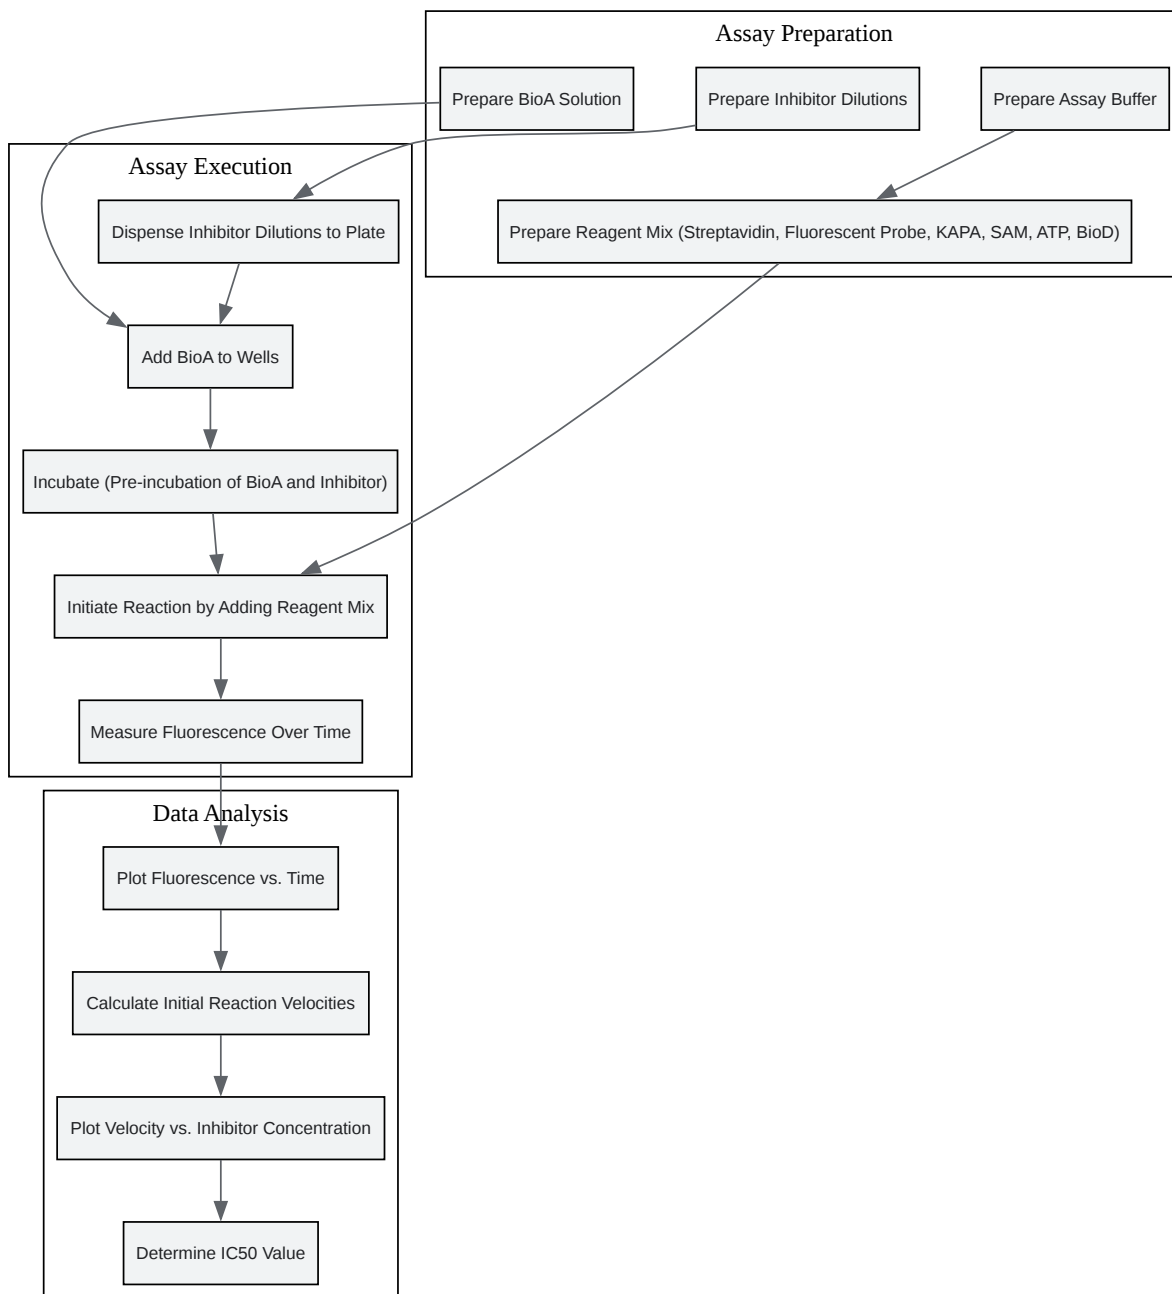 Assay Preparation
Prepare BioA Solution
Prepare Inhibitor Dilutions
Prepare Assay Buffer
Prepare Reagent Mix (Streptavidin, Fluorescent Probe, KAPA, SAM, ATP, BioD)
Assay Execution
Dispense Inhibitor Dilutions to Plate
Add BioA to Wells
Incubate (Pre-incubation of BioA and Inhibitor)
Initiate Reaction by Adding Reagent Mix
Measure Fluorescence Over Time
Data Analysis
Plot Fluorescence vs. Time
Calculate Initial Reaction Velocities
Plot Velocity vs. Inhibitor Concentration
Determine IC50 Value